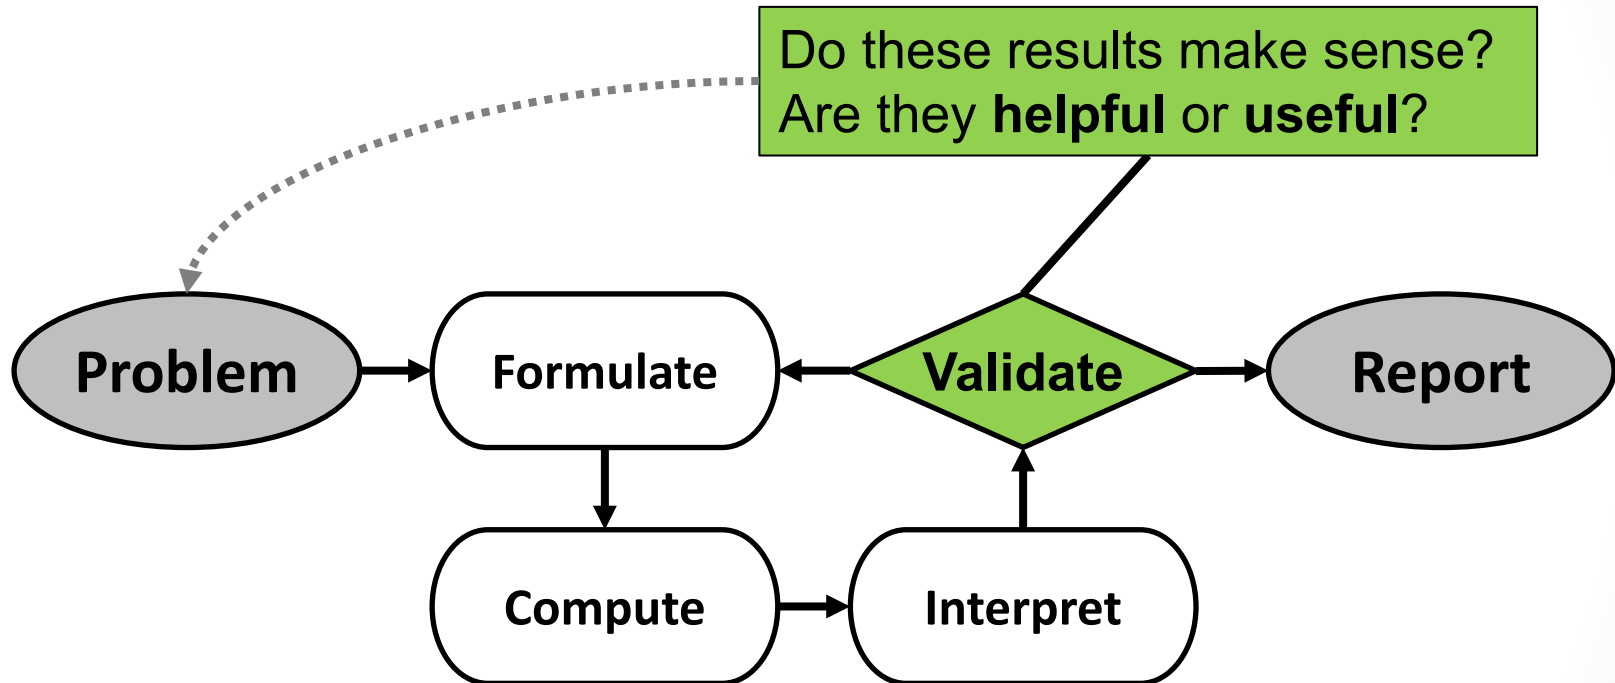 Do these results make sense?
Are they helpful or useful?
Problem
Formulate
Validate
Report
Compute
Interpret